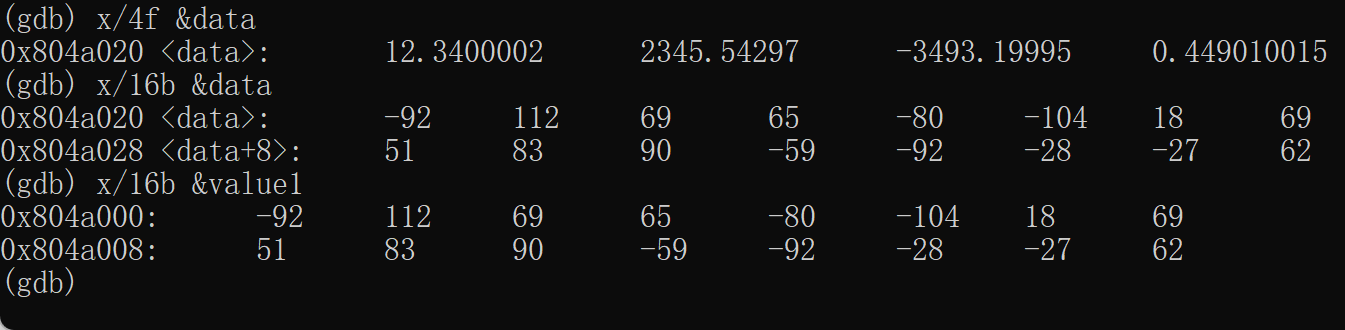 (gdb) x/4f &data
0x804a020 <data>: 12.3400002 2345.54297 -3493.19995 0.449010015
(gdb) x/16b &data
0x804a020 <data>: -92 112 69 65 -80 -104 18 69
0x804a028 <data+8>: 51 83 90 -59 -92 -28 -27 62
(gdb) x/16b &value1
0x804a000: -92 112 69 65 -80 -104 18 69
0x804a008: 51 83 90 -59 -92 -28 -27 62
(gdb)